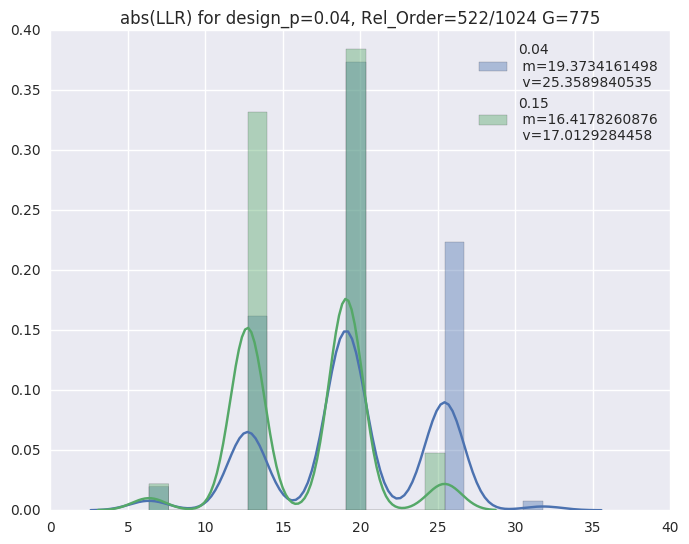 abs(LLR) for design_p=0.04, Rel_Order=522/1024 G=775
0.40
0.35
0.30
0.25
0.20
0.15
0.10
0.05
0.00
0.04
m=19.3734161498
v=25.3589840535
0.15
m=16.4178260876
v=17.0129284458
0 5 10 15 20 25 30 35 40